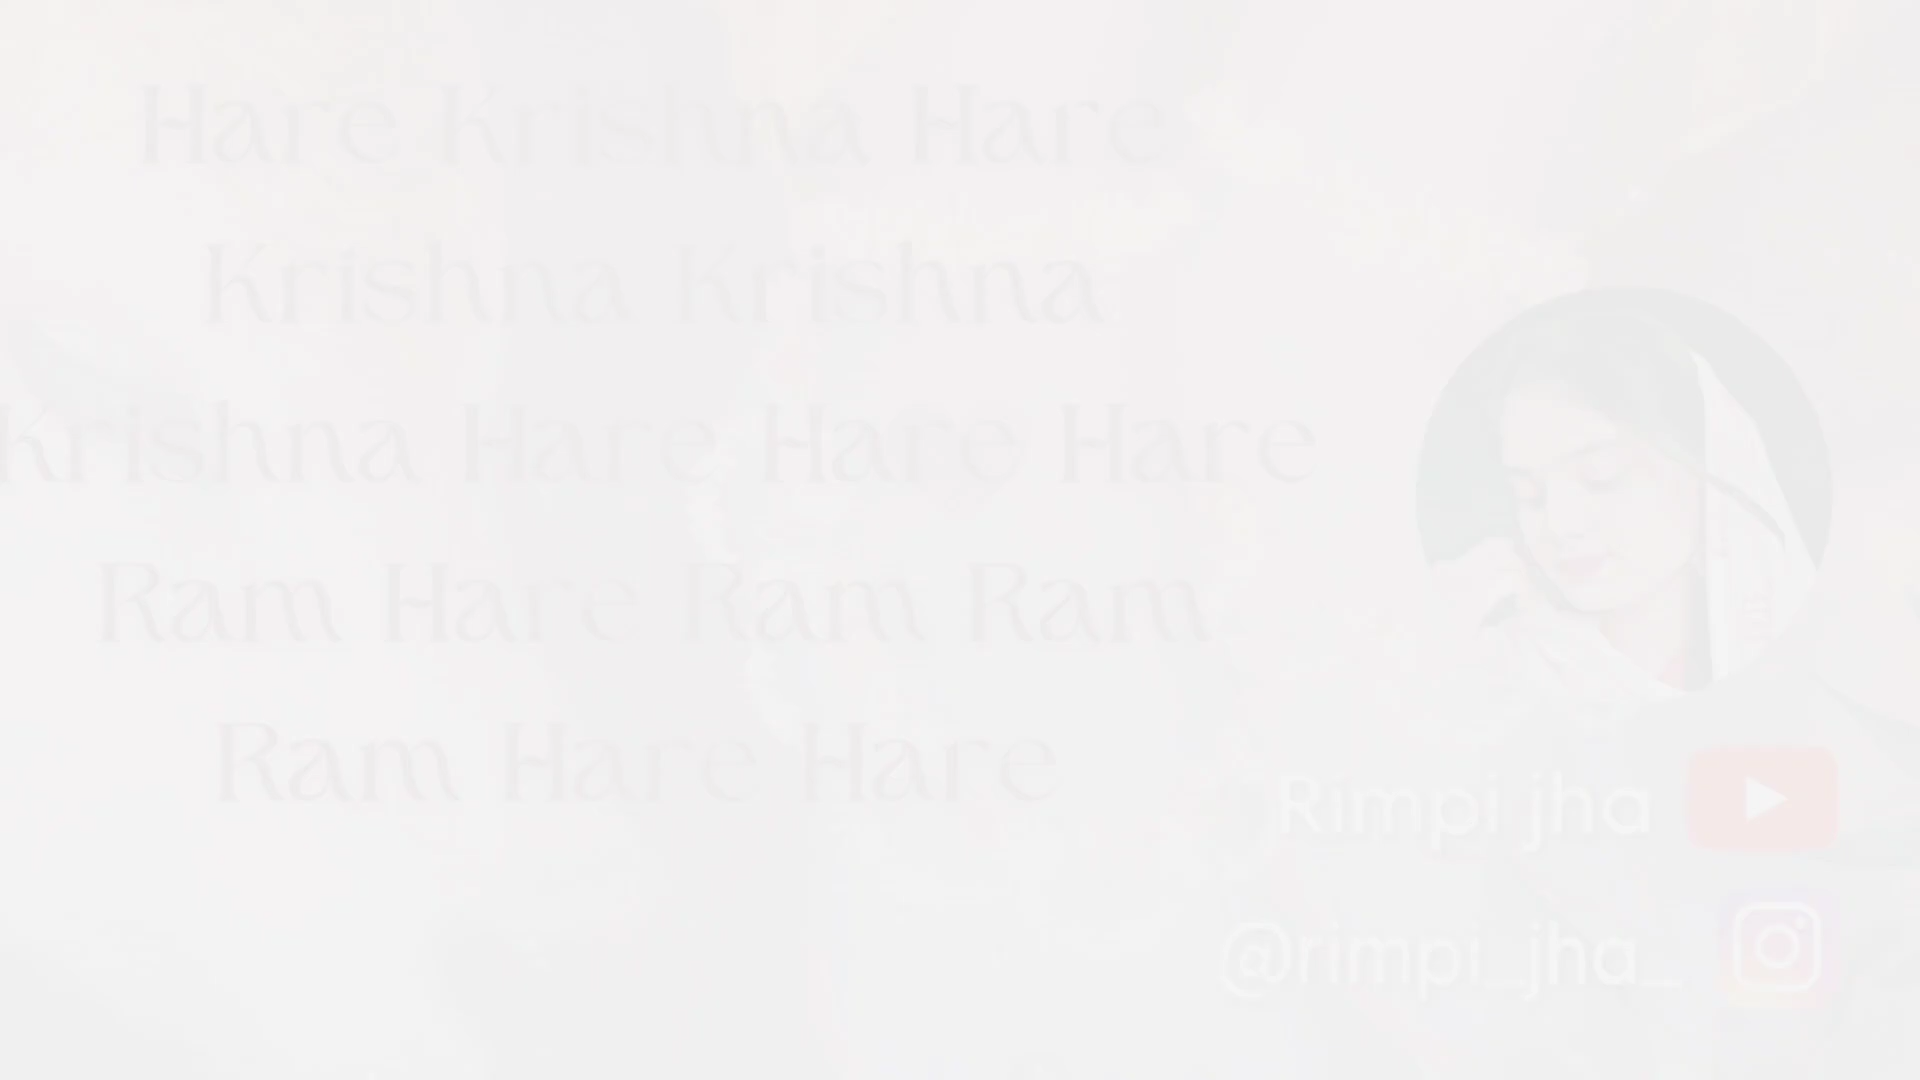 Hare Krishna Hare
Krishna Krishna
Krishna Hare Hare Hare
Ram Hare Ram Ram
Ram Hare Hare
Rimpi jha
@rimpi_jha_